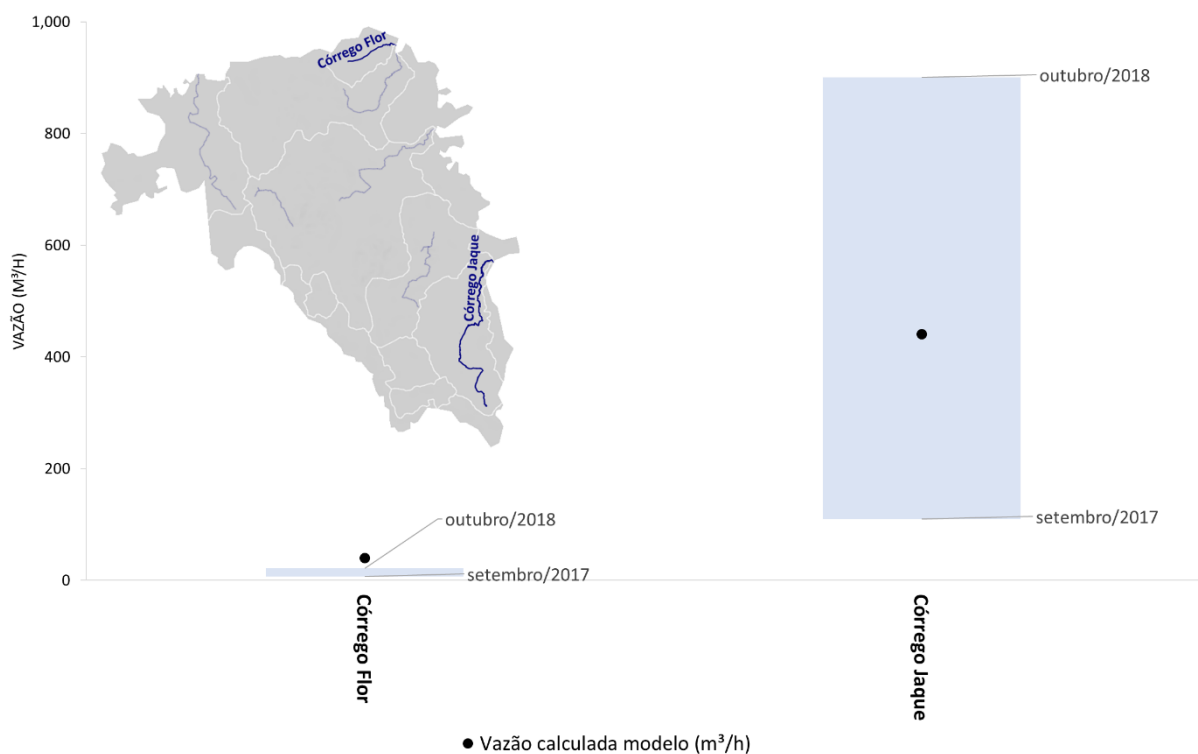 VAZÃO (M³/H)
1,000
800
600
400
200
0
Córrego Flor
Córrego Jaque
outubro/2018
setembro/2017
outubro/2018
setembro/2017
Córrego Flor
Córrego Jaque
Vazão calculada modelo (m³/h)